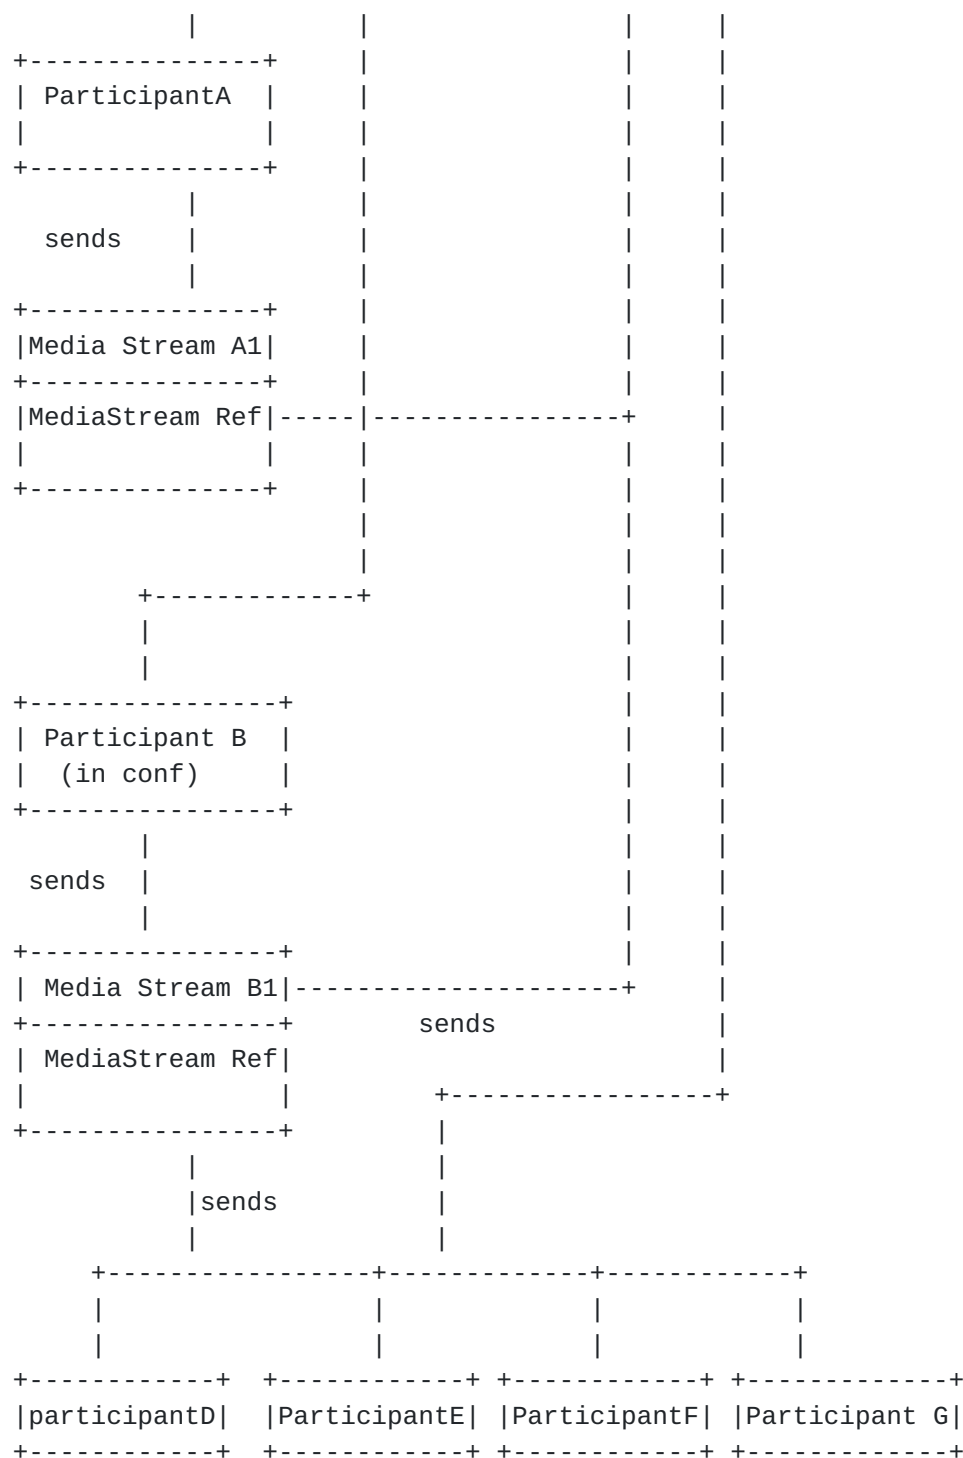 ParticipantA
sends
Media Stream A1
MediaStream Ref
Participant B
(in conf)
sends
Media Stream B1
sends
MediaStream Ref
sends
participantD ParticipantE ParticipantF Participant G